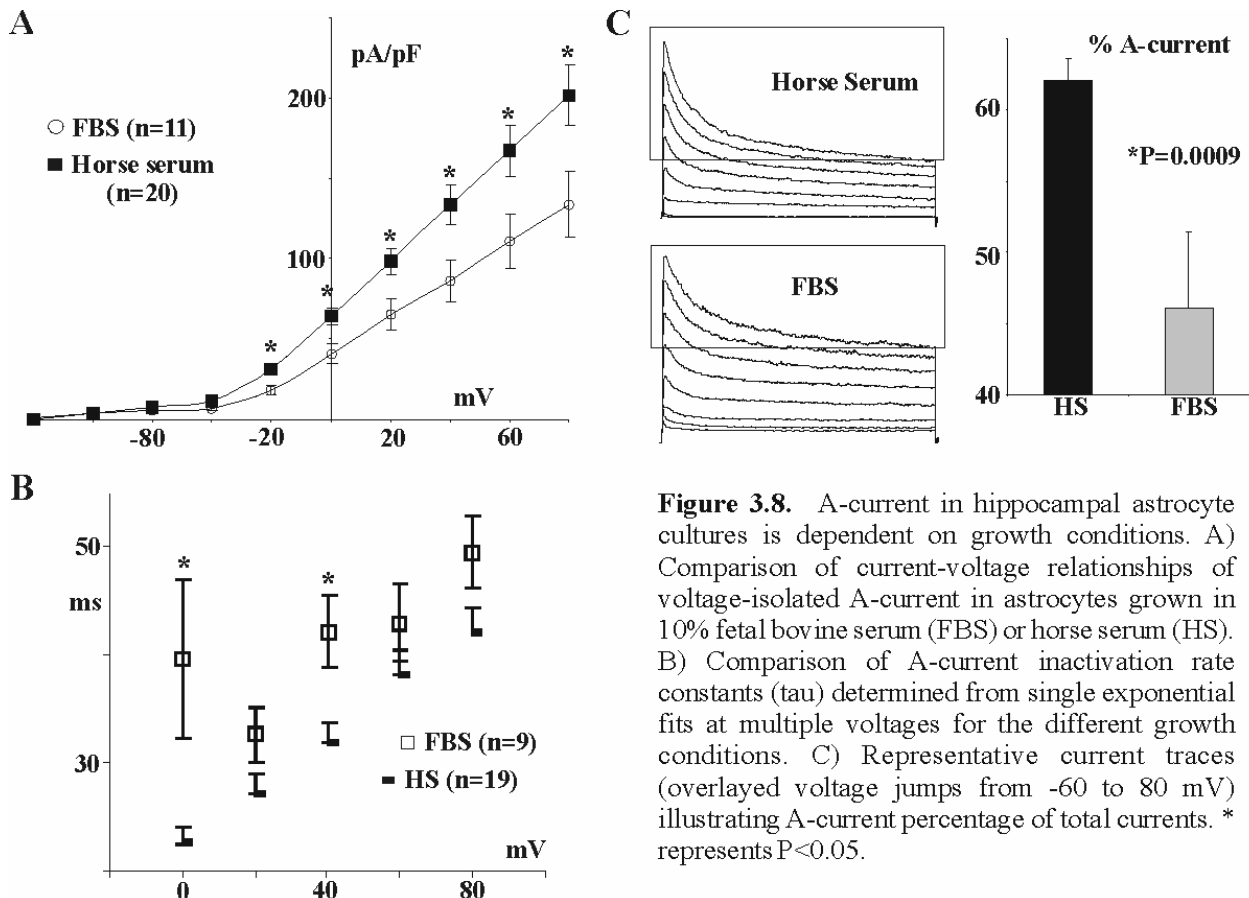 A
pA/pF
200
100
FBS (n=11)
Horse serum
(n=20)
* * * * * *
mV
-80 -20 20 60
B
50
ms
30
* *
FBS (n=9)
HS (n=19)
mV
0 40 80
C
Horse Serum
FBS
% A-current
60
50
40
*P=0.0009
HS FBS
Figure 3.8. A-current in hippocampal astrocyte
cultures is dependent on growth conditions. A)
Comparison of current-voltage relationships of
voltage-isolated A-current in astrocytes grown in
10% fetal bovine serum (FBS) or horse serum (HS).
B) Comparison of A-current inactivation rate
constants (tau) determined from single exponential
fits at multiple voltages for the different growth
conditions. C) Representative current traces
(overlayed voltage jumps from -60 to 80 mV)
illustrating A-current percentage of total currents. *
represents P<0.05.